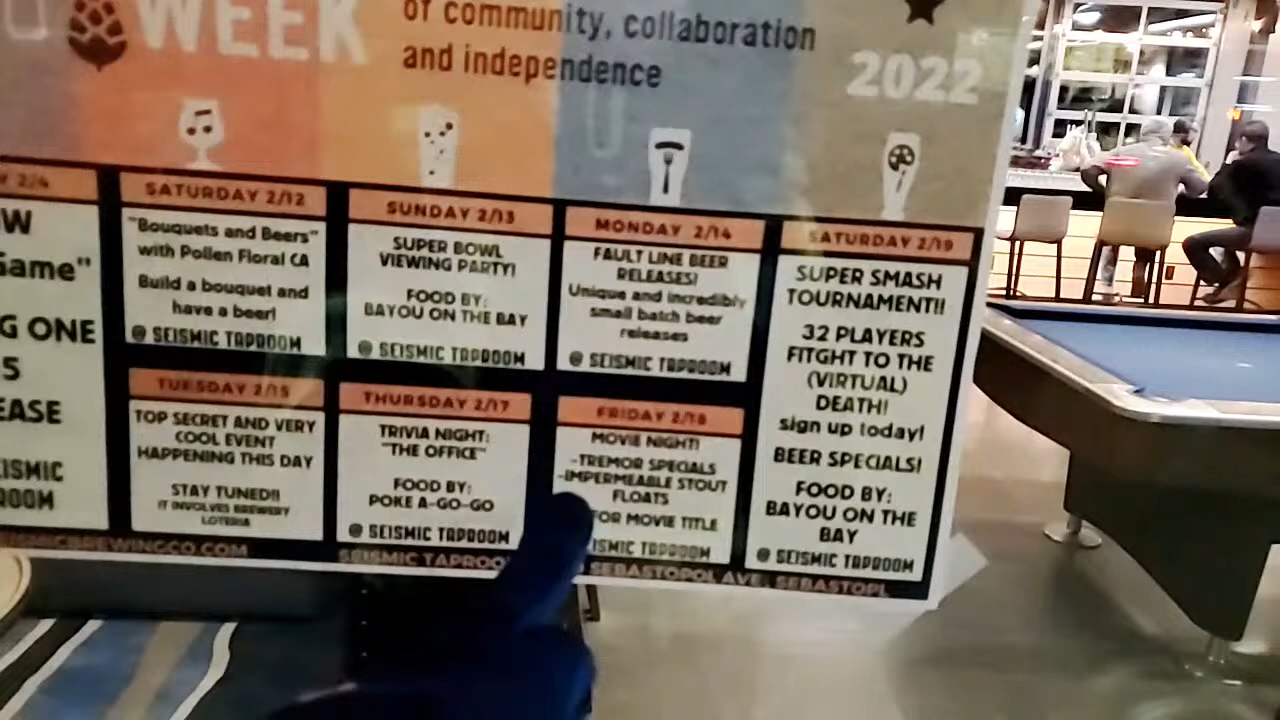 WEEK
of community, collaboration
and independence
2022
2/4
W
Game"
G ONE
5
EASE
SATURDAY 2/12
"Bouquets and Beers"
with Pollen Floral CA
Build a bouquet and
have a beer!
@ SEISMIC TAPROOM
SUNDAY 2/13
SUPER BOWL
VIEWING PARTY!
FOOD BY:
BAYOU ON THE BAY
@ SEISMIC TAPROOM
MONDAY 2/14
FAULT LINE BEER
RELEASES!
Unique and incredibly
small batch beer
releases
@ SEISMIC TAPROOM
SATURDAY 2/19
SUPER SMASH
TOURNAMENT!!
32 PLAYERS
FITGHT TO THE
(VIRTUAL)
DEATH!
sign up today!
BEER SPECIALS!
FOOD BY:
BAYOU ON THE
BAY
@ SEISMIC TAPROOM
TUESDAY 2/15
TOP SECRET AND VERY
COOL EVENT
HAPPENING THIS DAY
STAY TUNED!!
IT INVOLVES BREWERY
LOTERIA
THURSDAY 2/17
TRIVIA NIGHT:
"THE OFFICE"
FOOD BY:
POKE A-GO-GO
@ SEISMIC TAPROOM
FRIDAY 2/18
MOVIE NIGHT!
-TREMOR SPECIALS
-IMPERMEABLE STOUT
FLOATS
FOR MOVIE TITLE
ISMIC TAPROOM
SEISMICBREWINGCO.COM
SEISMIC TAPROO
SEBASTOPOL AVE, SEBASTOPL